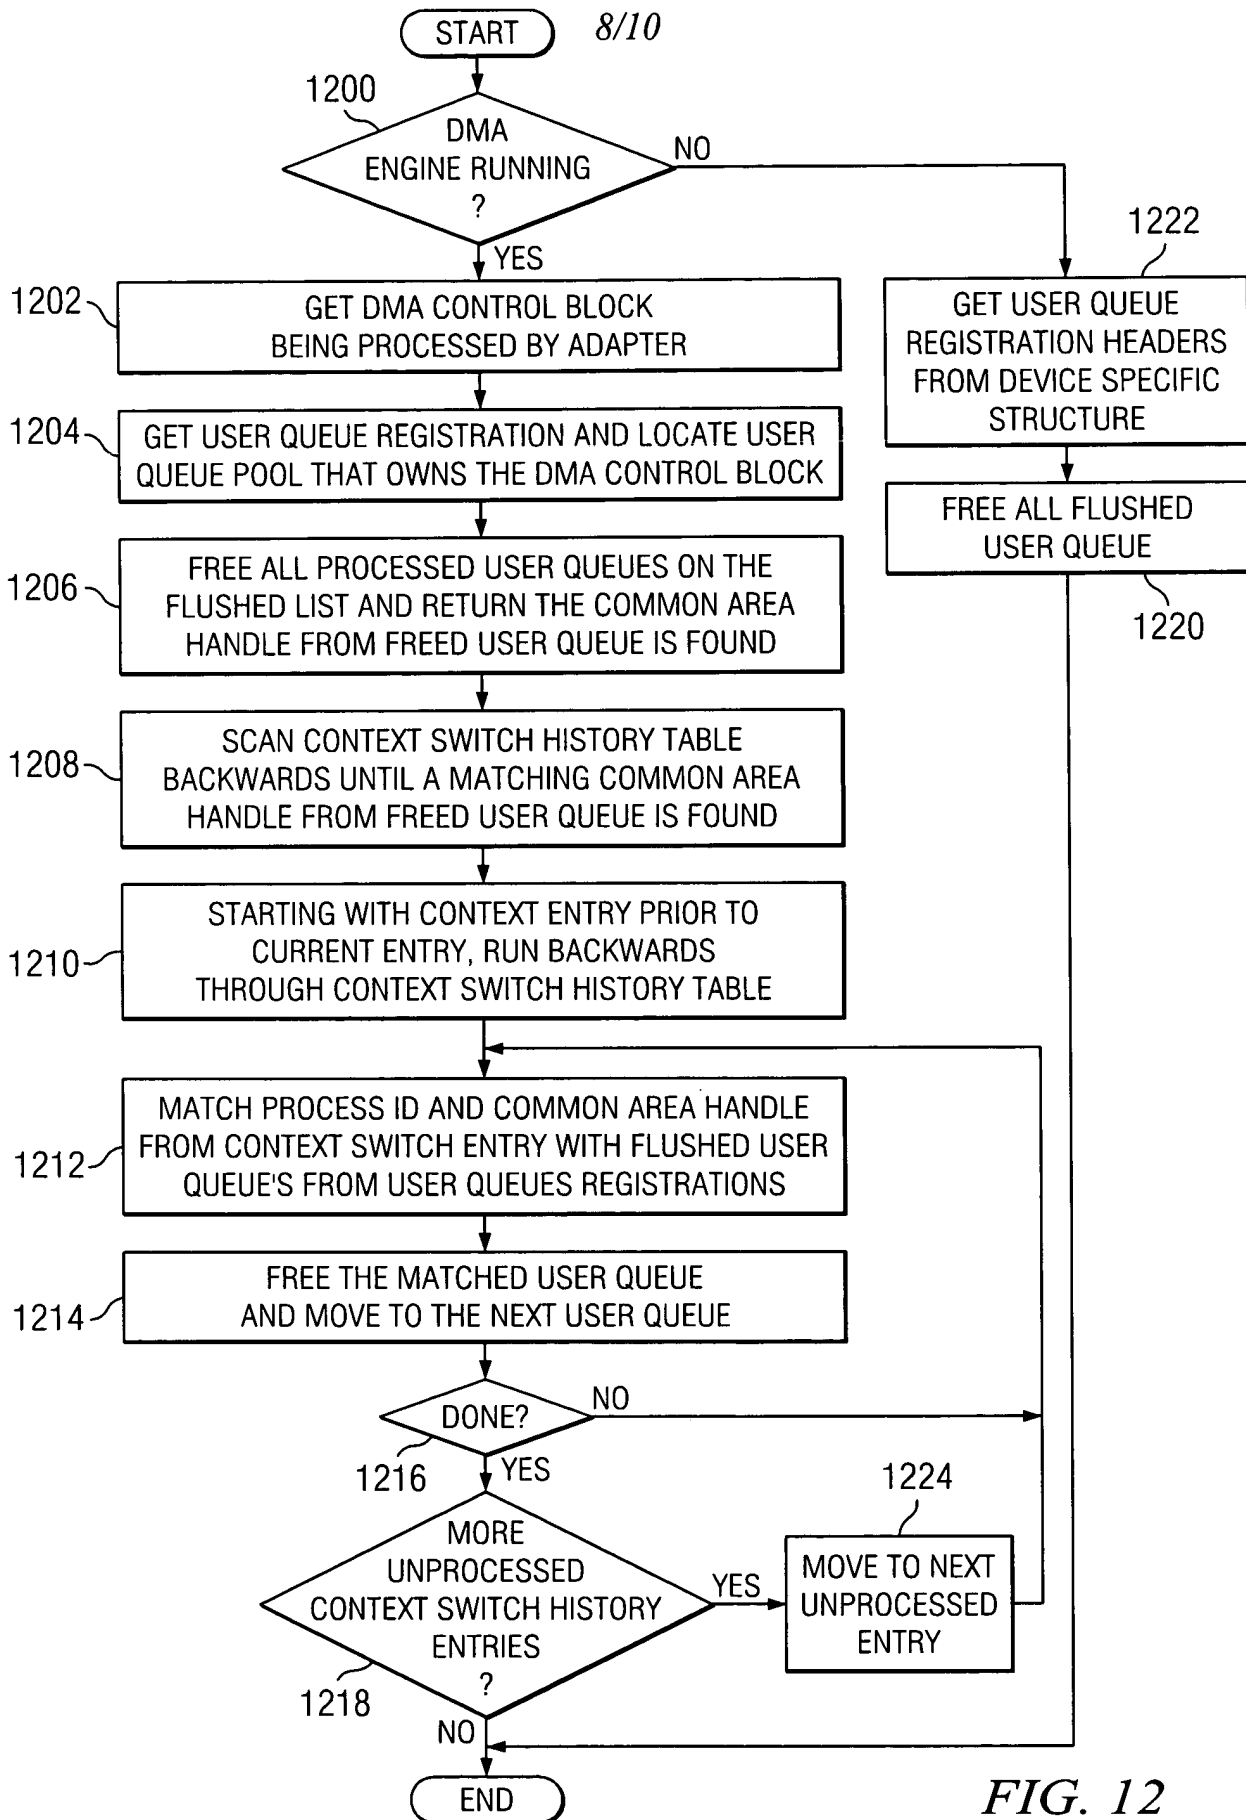 START
8/10
1200
DMA
ENGINE RUNNING
?
NO
YES
1222
1202
GET DMA CONTROL BLOCK
BEING PROCESSED BY ADAPTER
GET USER QUEUE
REGISTRATION HEADERS
FROM DEVICE SPECIFIC
STRUCTURE
1204
GET USER QUEUE REGISTRATION AND LOCATE USER
QUEUE POOL THAT OWNS THE DMA CONTROL BLOCK
FREE ALL FLUSHED
USER QUEUE
1220
1206
FREE ALL PROCESSED USER QUEUES ON THE
FLUSHED LIST AND RETURN THE COMMON AREA
HANDLE FROM FREED USER QUEUE IS FOUND
1208
SCAN CONTEXT SWITCH HISTORY TABLE
BACKWARDS UNTIL A MATCHING COMMON AREA
HANDLE FROM FREED USER QUEUE IS FOUND
1210
STARTING WITH CONTEXT ENTRY PRIOR TO
CURRENT ENTRY, RUN BACKWARDS
THROUGH CONTEXT SWITCH HISTORY TABLE
1212
MATCH PROCESS ID AND COMMON AREA HANDLE
FROM CONTEXT SWITCH ENTRY WITH FLUSHED USER
QUEUE'S FROM USER QUEUES REGISTRATIONS
1214
FREE THE MATCHED USER QUEUE
AND MOVE TO THE NEXT USER QUEUE
DONE?
NO
1216
YES
1224
MORE
UNPROCESSED
CONTEXT SWITCH HISTORY
ENTRIES
?
YES
MOVE TO NEXT
UNPROCESSED
ENTRY
1218
NO
END
FIG. 12